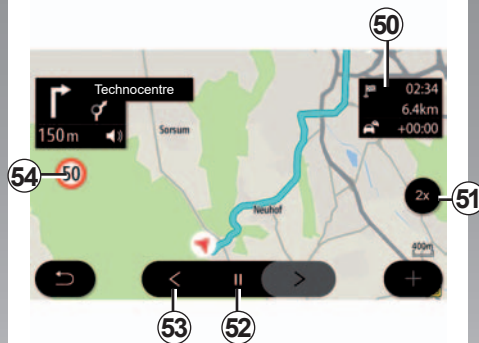 50
Technocentre
02:34
6.4km
+00:00
150m
Sorsum
54
50
2x
51
Neuhof
400m
53
52